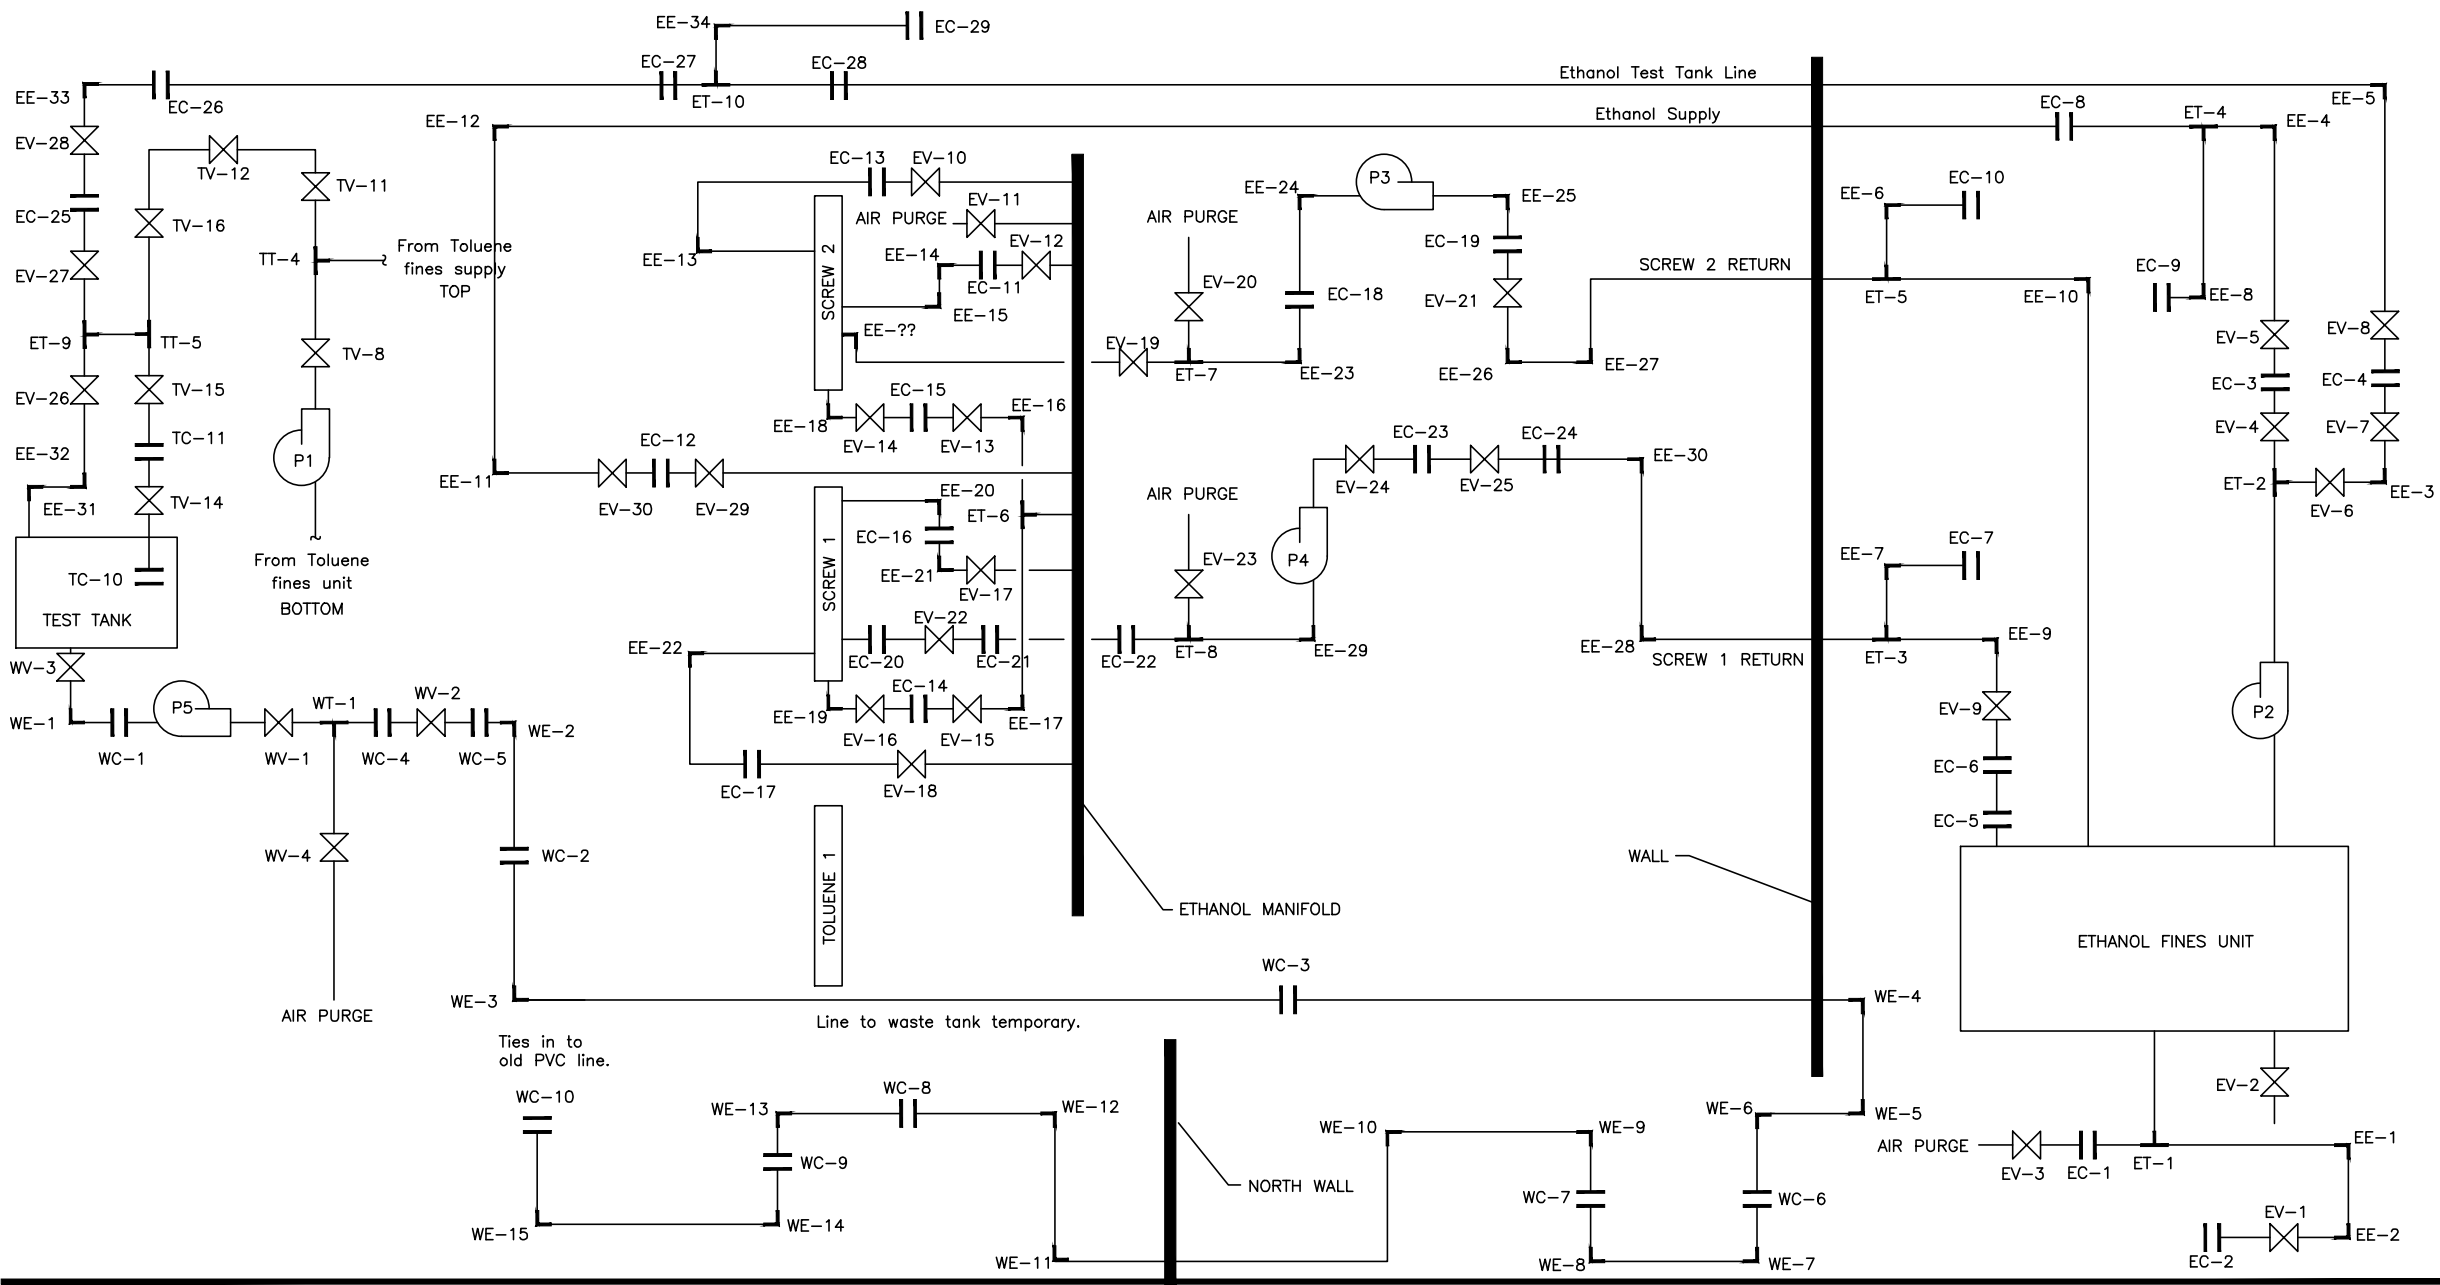 EE-34
EC-29
EC-27
EC-28
Ethanol Test Tank Line
EE-33
EC-26
ET-10
EE-5
EC-8
ET-4
EE-12
Ethanol Supply
EE-4
EV-28
TV-12
EC-13
EV-10
P3
EC-10
TV-11
EE-24
EE-6
EE-25
EC-25
EV-11
AIR PURGE
AIR PURGE
TV-16
From Toluene
fines supply
TOP
TT-4
EV-12
EC-19
EE-13
EE-14
SCREW 2
SCREW 2 RETURN
EC-9
EV-27
EC-11
EV-20
EC-18
EV-21
ET-5
EE-10
EE-8
EE-15
EE-??
EV-8
EV-5
ET-9
TT-5
EV-19
TV-8
ET-7
EE-23
EE-26
EE-27
EV-26
TV-15
EC-15
EC-3
EC-4
EE-16
EE-18
EV-4
EV-7
TC-11
EC-12
EV-14
EV-13
EC-23
EC-24
EE-32
P1
EE-30
EE-11
EV-24
EV-25
ET-2
EE-3
EE-20
AIR PURGE
TV-14
EE-31
EV-30
EV-29
ET-6
EV-6
EC-16
EC-7
From Toluene
fines unit
BOTTOM
SCREW 1
EV-23
P4
EE-7
TC-10
EE-21
EV-17
TEST TANK
EV-22
EE-22
EE-9
EE-29
EE-28
WV-3
EC-20
EC-21
EC-22
ET-8
SCREW 1 RETURN
ET-3
WV-2
EC-14
WT-1
P5
EV-9
P2
WE-1
EE-19
EE-17
WE-2
EV-16
EV-15
WC-1
WV-1
WC-4
WC-5
EC-6
EC-17
EV-18
EC-5
WV-4
WC-2
WALL
TOLUENE 1
ETHANOL MANIFOLD
ETHANOL FINES UNIT
WC-3
WE-3
WE-4
AIR PURGE
Line to waste tank temporary.
Ties in to
old PVC line.
WC-10
WC-8
EV-2
WE-13
WE-12
WE-6
WE-5
WE-10
WE-9
AIR PURGE
EE-1
WC-9
EV-3
EC-1
ET-1
NORTH WALL
WC-7
WC-6
EV-1
WE-15
WE-14
EE-2
WE-11
WE-8
WE-7
EC-2